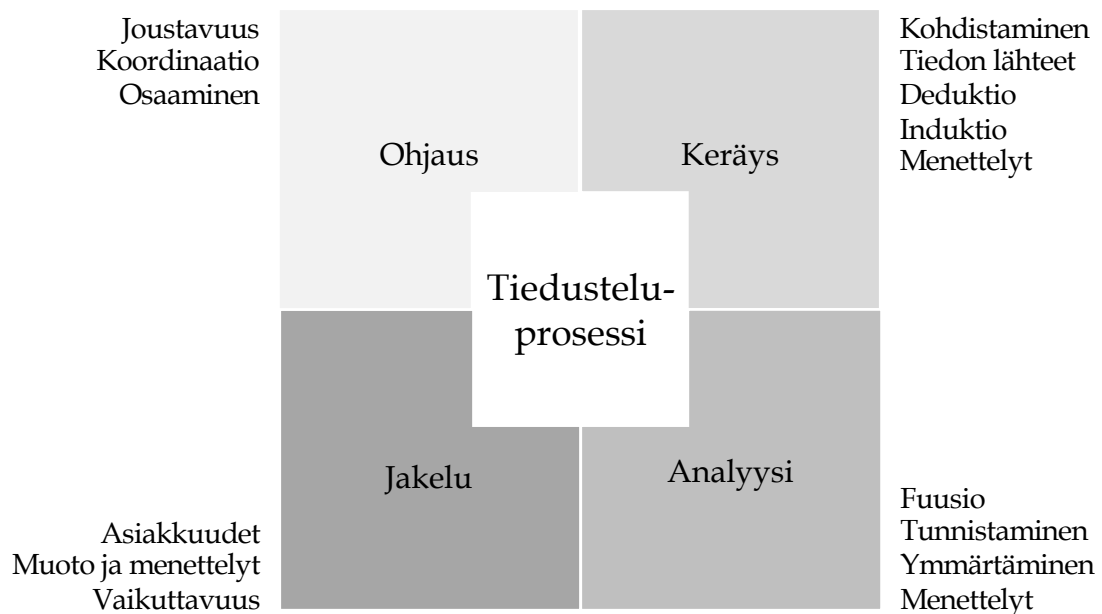 Joustavuus
Koordinaatio
Osaaminen
Ohjaus
Kohdistaminen
Tiedon lähteet
Deduktio
Induktio
Menettelyt
Keräys
Tiedustelu-
prosessi
Jakelu
Asiakkuudet
Muoto ja menettelyt
Vaikuttavuus
Analyysi
Fuusio
Tunnistaminen
Ymmärtäminen
Menettelyt